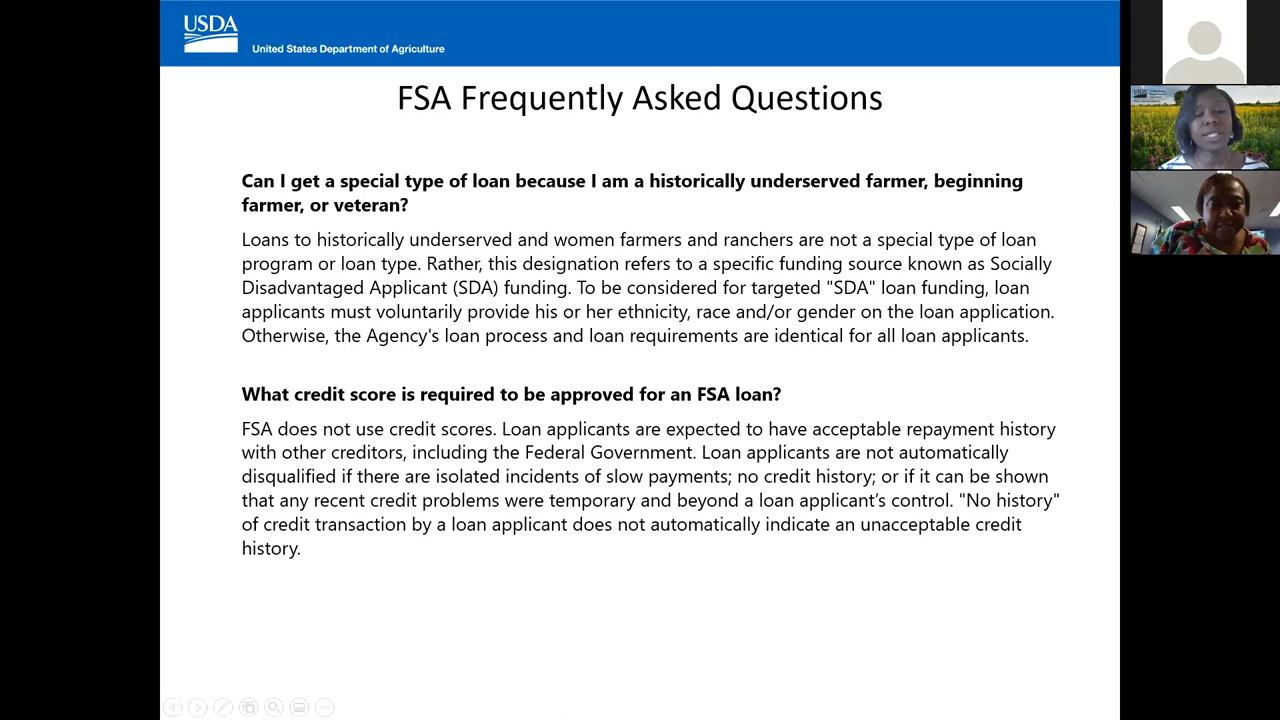 USDA
United States Department of Agriculture
FSA Frequently Asked Questions
Can I get a special type of loan because I am a historically underserved farmer, beginning
farmer, or veteran?
Loans to historically underserved and women farmers and ranchers are not a special type of loan
program or loan type. Rather, this designation refers to a specific funding source known as Socially
Disadvantaged Applicant (SDA) funding. To be considered for targeted "SDA" loan funding, loan
applicants must voluntarily provide his or her ethnicity, race and/or gender on the loan application.
Otherwise, the Agency's loan process and loan requirements are identical for all loan applicants.
What credit score is required to be approved for an FSA loan?
FSA does not use credit scores. Loan applicants are expected to have acceptable repayment history
with other creditors, including the Federal Government. Loan applicants are not automatically
disqualified if there are isolated incidents of slow payments; no credit history; or if it can be shown
that any recent credit problems were temporary and beyond a loan applicant’s control. "No history"
of credit transaction by a loan applicant does not automatically indicate an unacceptable credit
history.
USDA